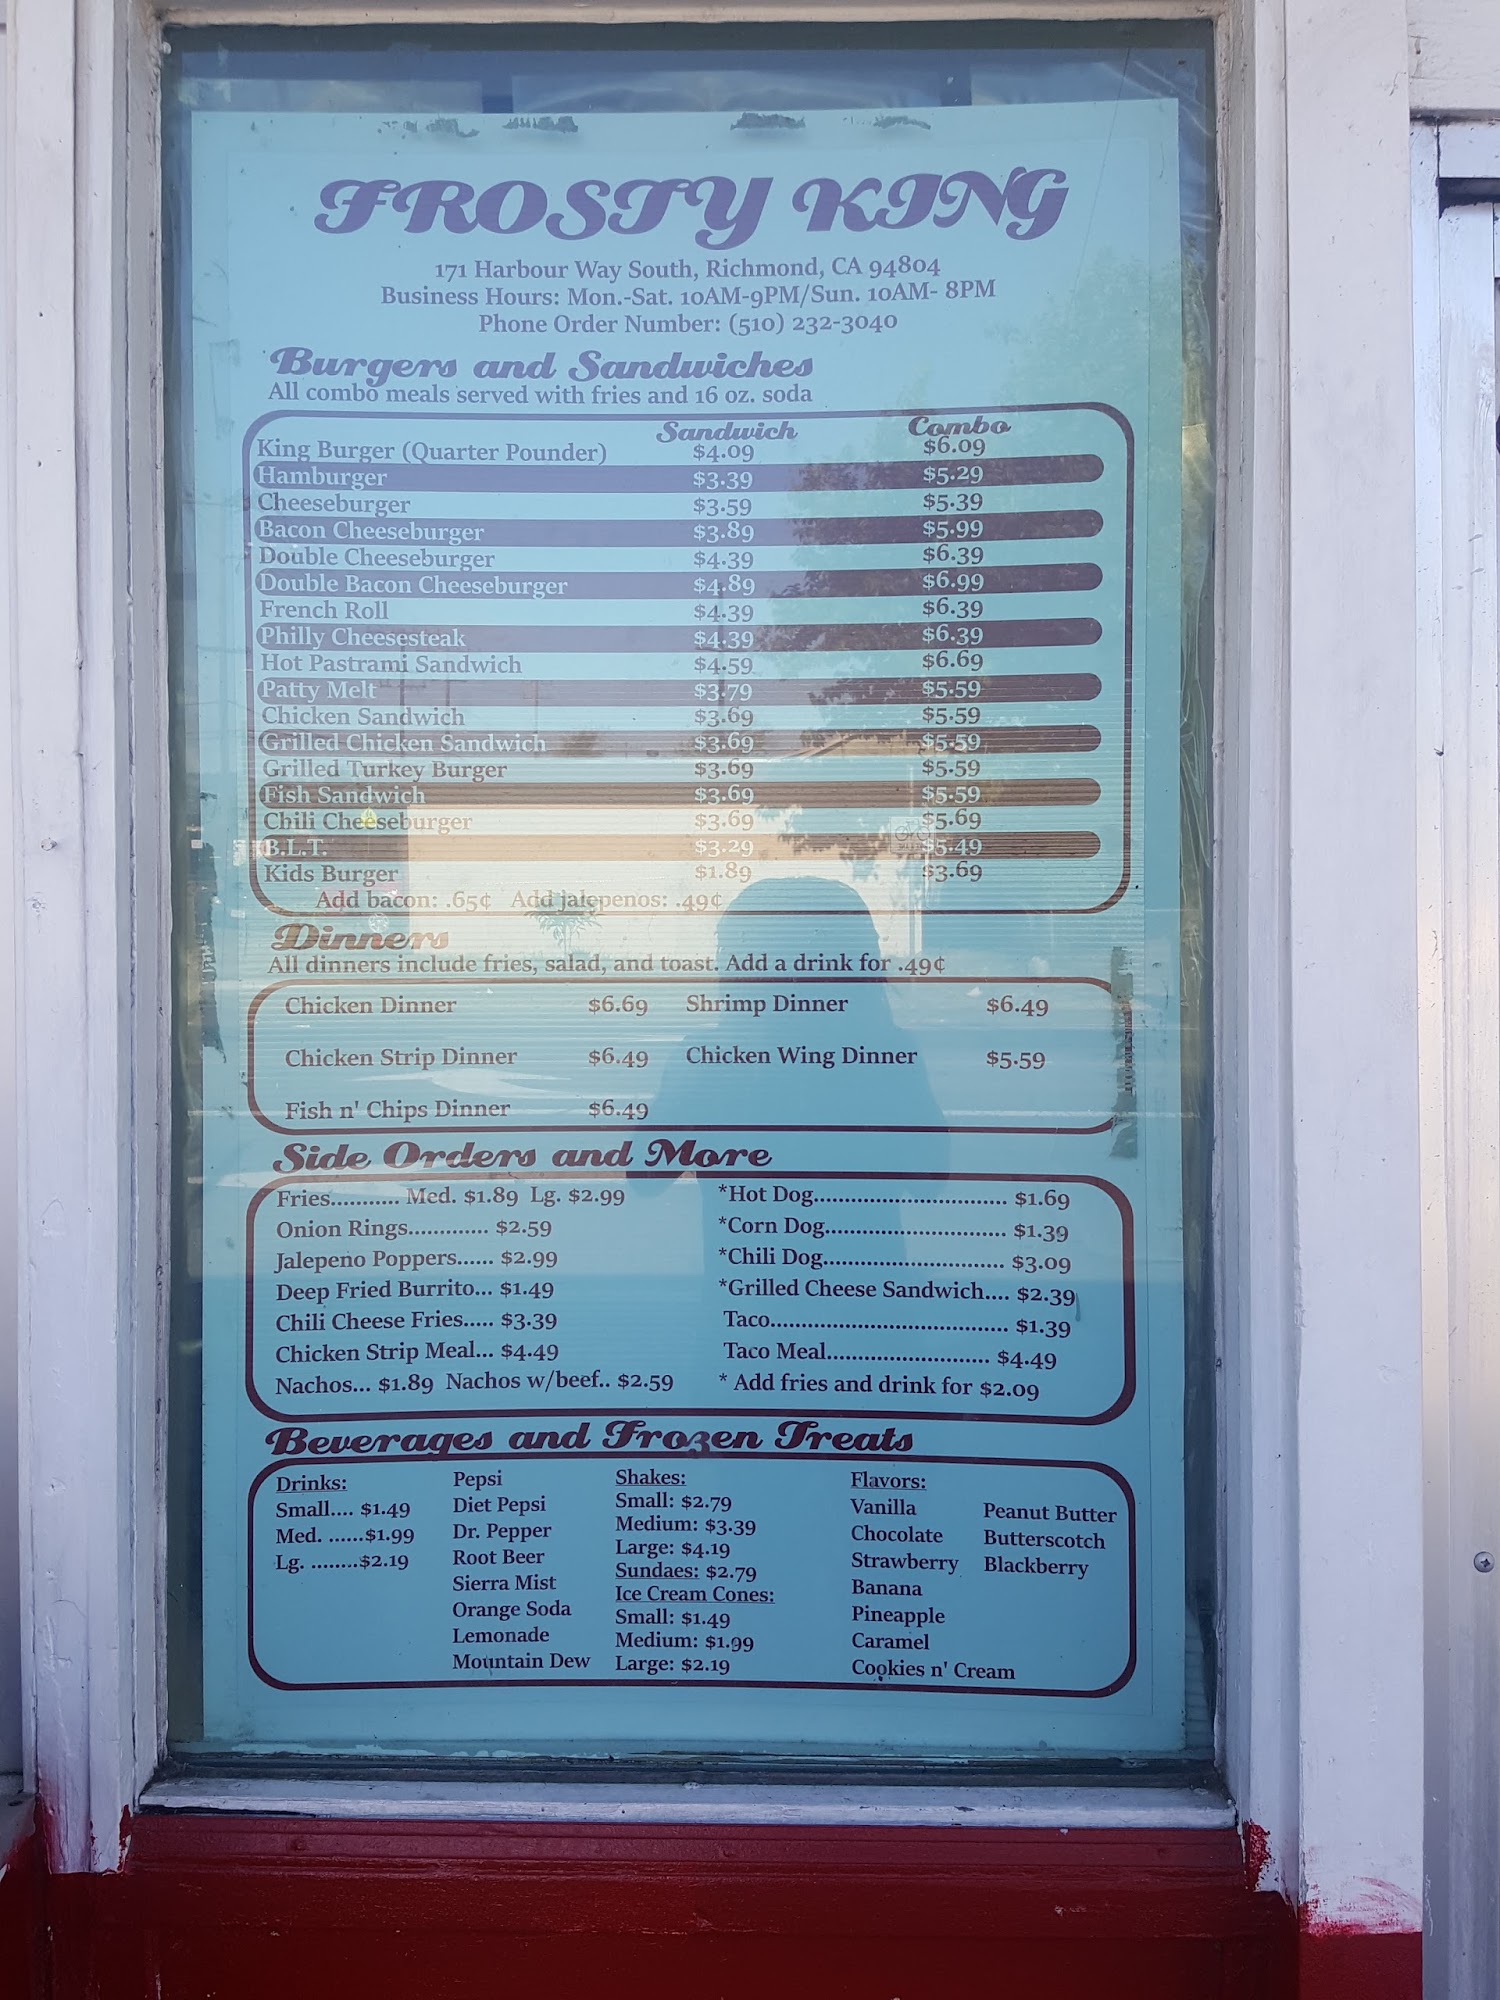 FROSTY KING
171 Harbour Way South, Richmond, CA 94804
Business Hours: Mon.-Sat. 10AM-9PM/Sun. 10AM- 8PM
Phone Order Number: (510) 232-3040
Burgers and Sandwiches
All combo meals served with fries and 16 oz. soda
Sandwich Combo
King Burger (Quarter Pounder) $4.09 $6.09
Hamburger $3.39 $5.29
Cheeseburger $3.59 $5.39
Bacon Cheeseburger $3.89 $5.99
Double Cheeseburger $4.39 $6.39
Double Bacon Cheeseburger $4.89 $6.99
French Roll $4.39 $6.39
Philly Cheesesteak $4.39 $6.39
Hot Pastrami Sandwich $4.59 $6.69
Patty Melt $3.79 $5.59
Chicken Sandwich $3.69 $5.59
Grilled Chicken Sandwich $3.69 $5.59
Grilled Turkey Burger $3.69 $5.59
Fish Sandwich $3.69 $5.59
Chili Cheeseburger $3.69 $5.69
B.L.T. $3.29 $5.49
Kids Burger $1.89 $3.69
Add bacon: .65¢ Add jalepenos: .49¢
Dinners
All dinners include fries, salad, and toast. Add a drink for .49¢
Chicken Dinner $6.69 Shrimp Dinner $6.49
Chicken Strip Dinner $6.49 Chicken Wing Dinner $5.59
Fish n' Chips Dinner $6.49
Side Orders and More
Fries........... Med. $1.89 Lg. $2.99
Onion Rings............. $2.59
Jalepeno Poppers...... $2.99
Deep Fried Burrito... $1.49
Chili Cheese Fries..... $3.39
Chicken Strip Meal... $4.49
Nachos... $1.89 Nachos w/beef.. $2.59
*Hot Dog................................ $1.69
*Corn Dog.............................. $1.39
*Chili Dog.............................. $3.09
*Grilled Cheese Sandwich.... $2.39
Taco....................................... $1.39
Taco Meal........................... $4.49
* Add fries and drink for $2.09
Beverages and Frozen Treats
Drinks:
Small.... $1.49
Med. ......$1.99
Lg. ........$2.19
Pepsi
Diet Pepsi
Dr. Pepper
Root Beer
Sierra Mist
Orange Soda
Lemonade
Mountain Dew
Shakes:
Small: $2.79
Medium: $3.39
Large: $4.19
Sundaes: $2.79
Ice Cream Cones:
Small: $1.49
Medium: $1.99
Large: $2.19
Flavors:
Vanilla
Chocolate
Strawberry
Banana
Pineapple
Caramel
Cookies n' Cream
Peanut Butter
Butterscotch
Blackberry